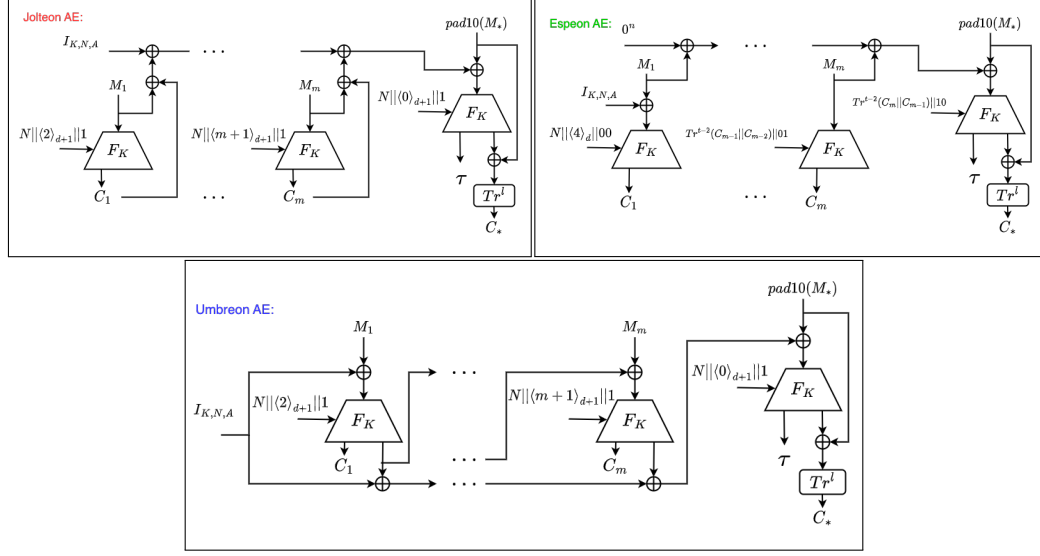 Jolteon AE:
pad10(M_*)
I_{K,N,A}
. . .
M_1
M_m
N||⟨0⟩_{d+1}||1
N||⟨2⟩_{d+1}||1
N||⟨m+1⟩_{d+1}||1
F_K
F_K
F_K
τ
C_1
. . .
C_m
Tr^l
C_*
Espeon AE:
0^n
pad10(M_*)
. . .
M_1
M_m
I_{K,N,A}
Tr^{t-2}(C_m||C_{m-1})||10
F_K
N||⟨4⟩_d||00
F_K
Tr^{t-2}(C_{m-1}||C_{m-2})||01
F_K
τ
C_1
. . .
C_m
Tr^l
C_*
Umbreon AE:
pad10(M_*)
M_1
M_m
. . .
N||⟨0⟩_{d+1}||1
F_K
I_{K,N,A}
N||⟨2⟩_{d+1}||1
F_K
N||⟨m+1⟩_{d+1}||1
F_K
C_1
. . .
C_m
τ
. . .
Tr^l
C_*